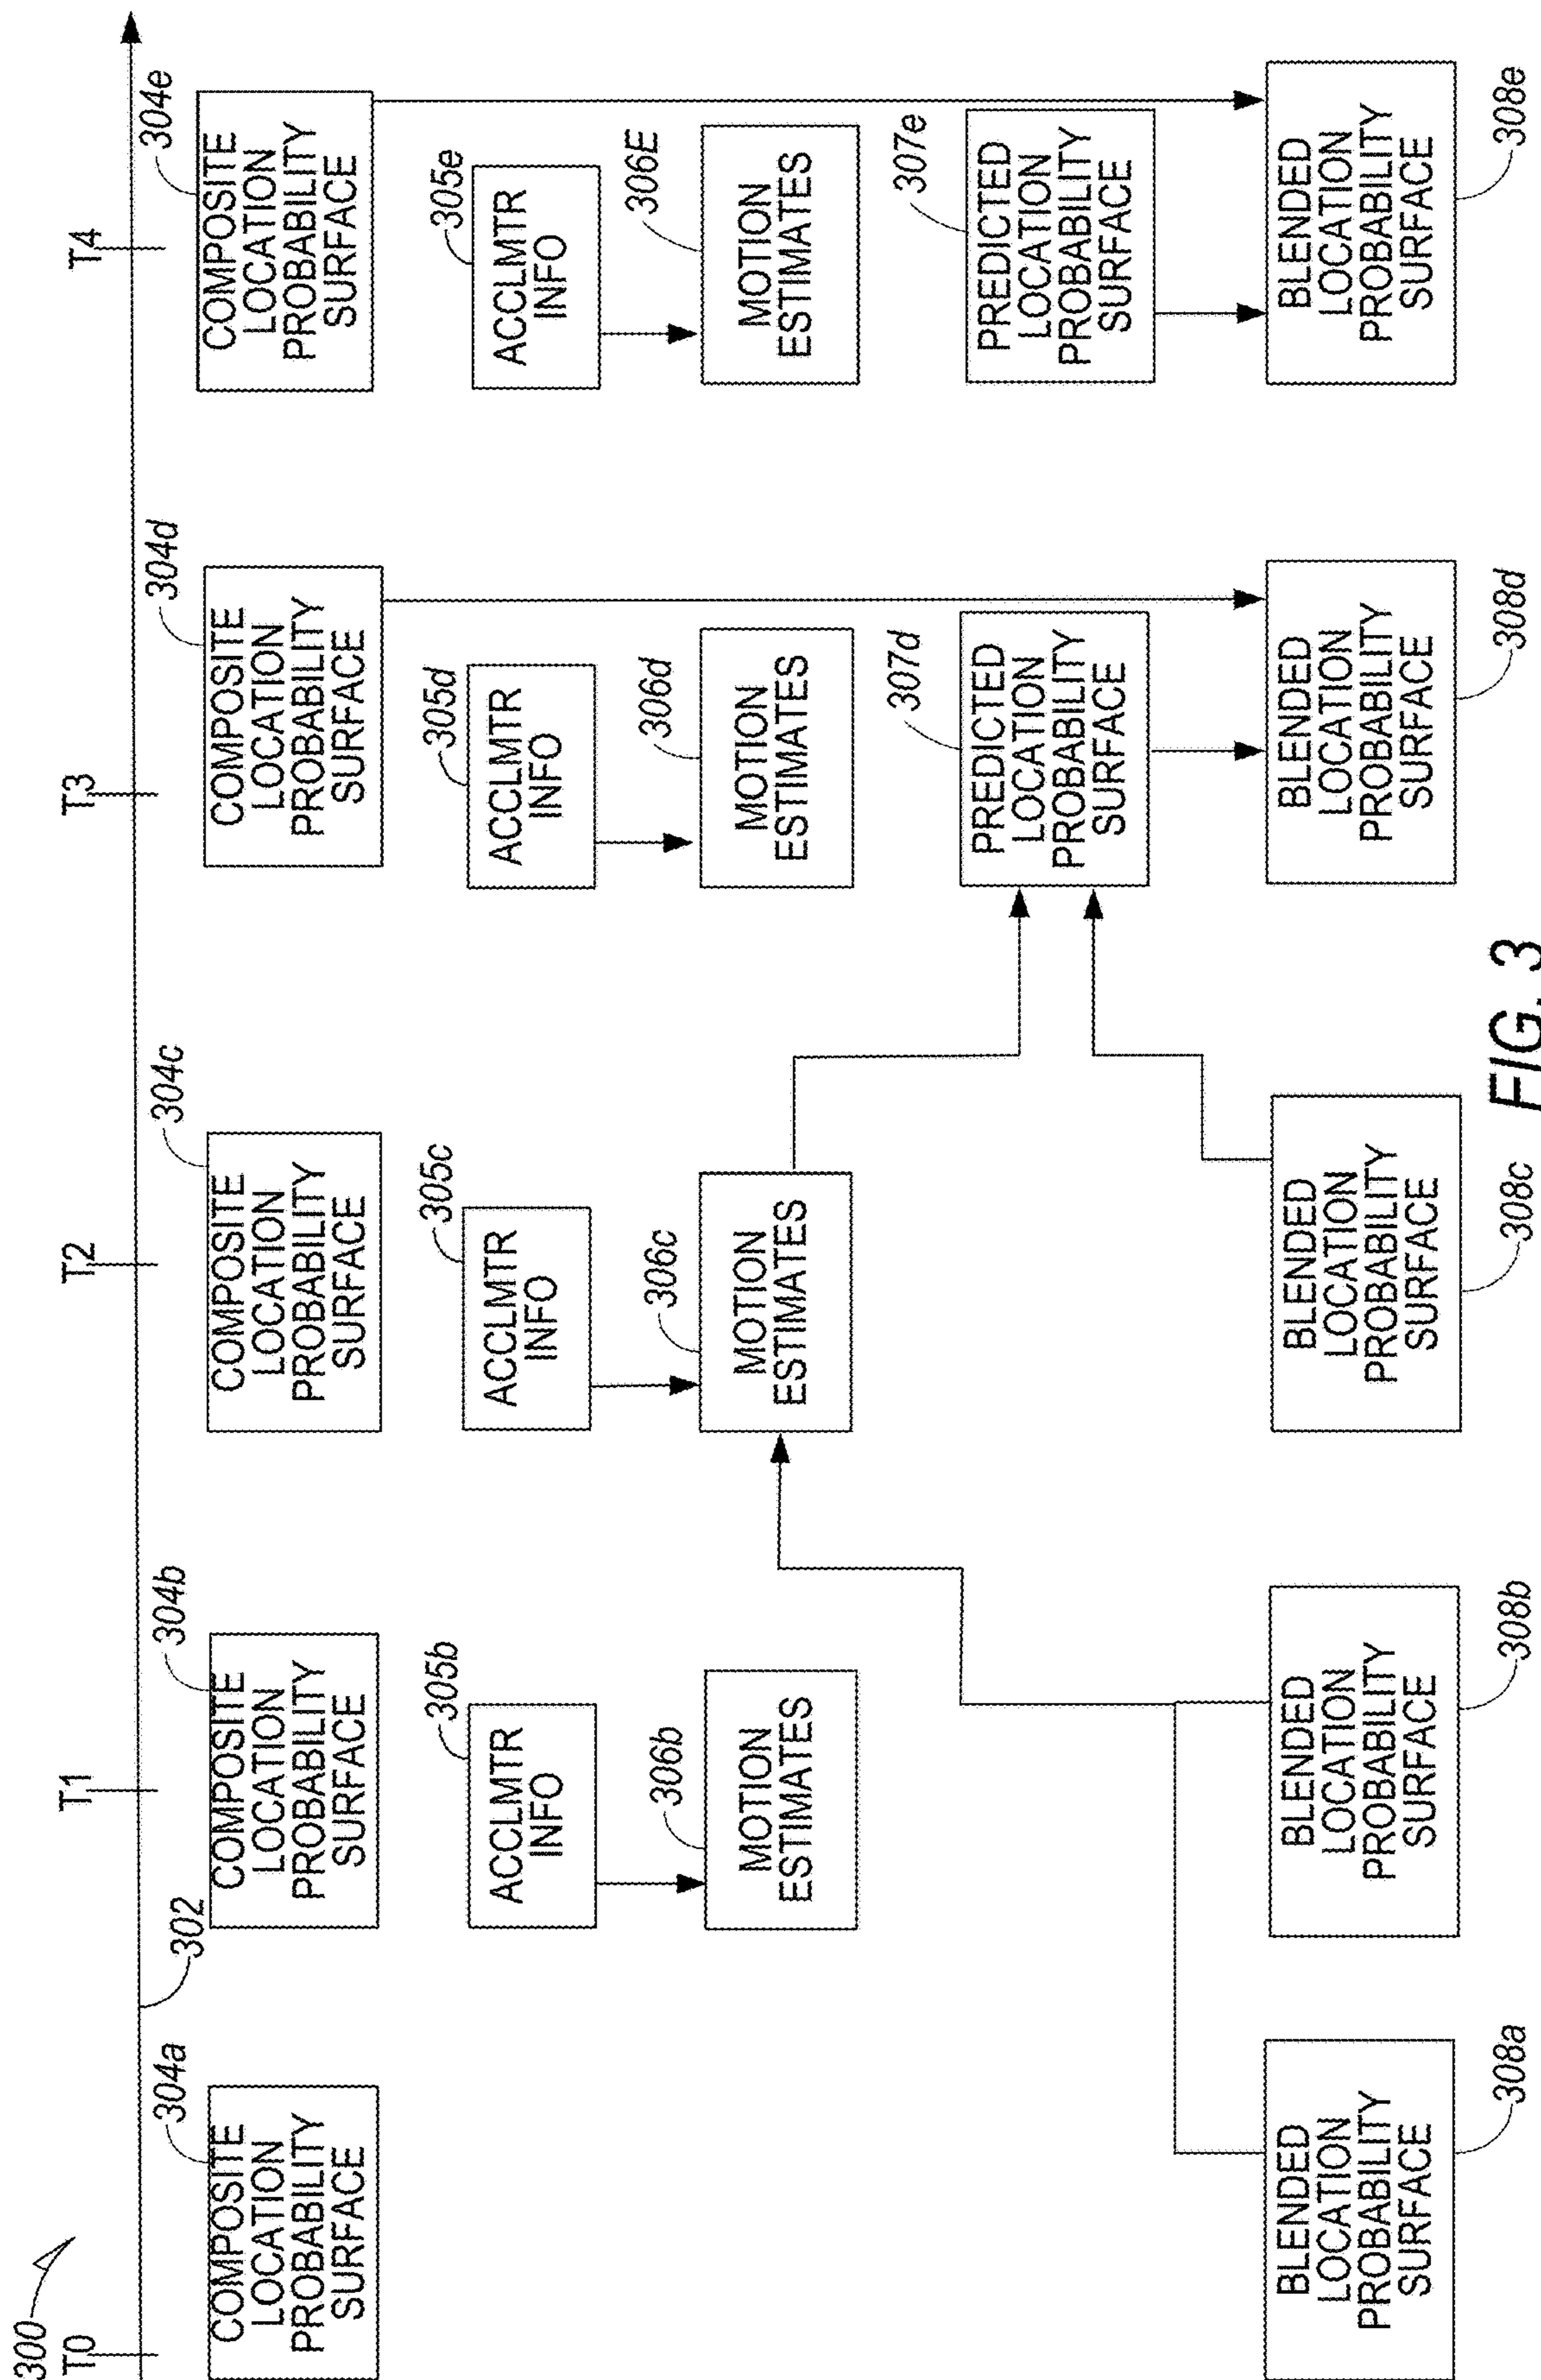 300
T0
T1
T2
T3
T4
302
304a
COMPOSITE
LOCATION
PROBABILITY
SURFACE
304b
COMPOSITE
LOCATION
PROBABILITY
SURFACE
304c
COMPOSITE
LOCATION
PROBABILITY
SURFACE
304d
COMPOSITE
LOCATION
PROBABILITY
SURFACE
304e
COMPOSITE
LOCATION
PROBABILITY
SURFACE
305b
ACCLMTR
INFO
305c
ACCLMTR
INFO
305d
ACCLMTR
INFO
305e
ACCLMTR
INFO
306b
MOTION
ESTIMATES
306c
MOTION
ESTIMATES
306d
MOTION
ESTIMATES
306E
MOTION
ESTIMATES
307d
PREDICTED
LOCATION
PROBABILITY
SURFACE
307e
PREDICTED
LOCATION
PROBABILITY
SURFACE
BLENDED
LOCATION
PROBABILITY
SURFACE
308a
BLENDED
LOCATION
PROBABILITY
SURFACE
308b
BLENDED
LOCATION
PROBABILITY
SURFACE
308c
BLENDED
LOCATION
PROBABILITY
SURFACE
308d
BLENDED
LOCATION
PROBABILITY
SURFACE
308e
FIG. 3